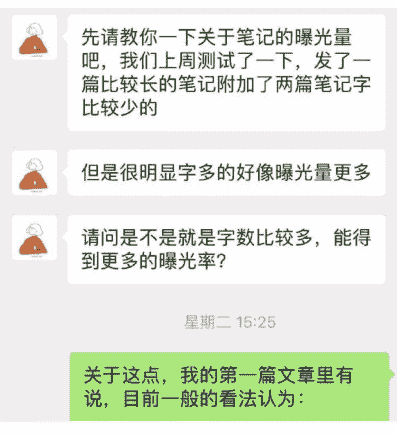 先请教你一下关于笔记的曝光量
吧，我们上周测试了一下，发了一
篇比较长的笔记附加了两篇笔记字
比较少的
但是很明显字多的好像曝光量更多
请问是不是就是字数比较多，能得
到更多的曝光率？
星期二 15:25
关于这点，我的第一篇文章里有
说，目前一般的看法认为：